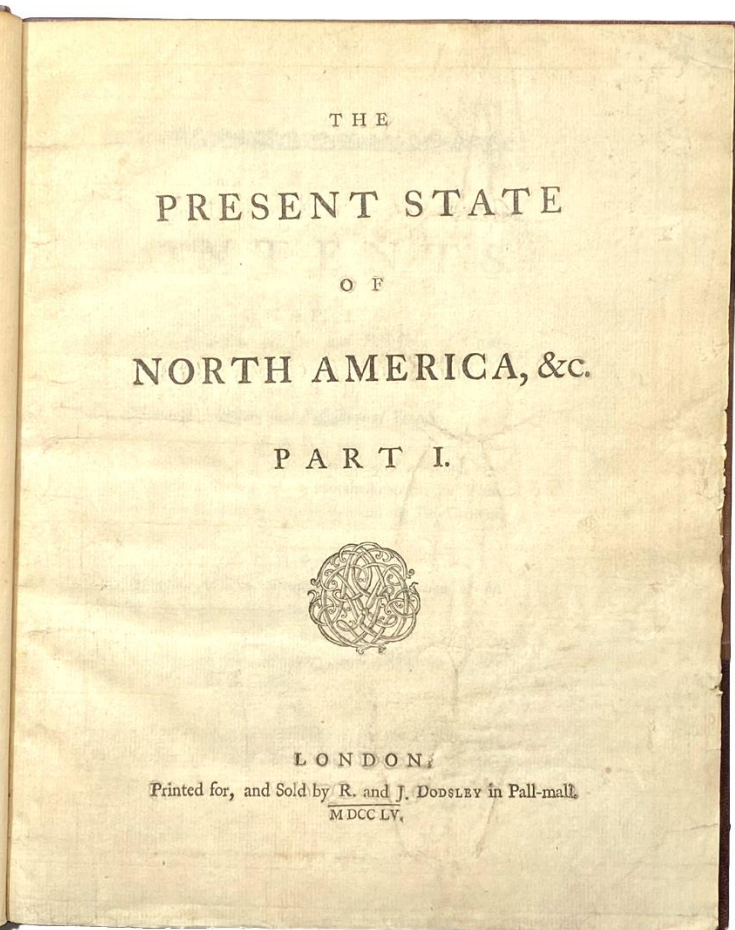 THE
PRESENT STATE
OF
NORTH AMERICA, &c.
PART I.
LONDON:
Printed for, and Sold by R. and J. DODSLEY in Pall-mall.
MDCCLV.